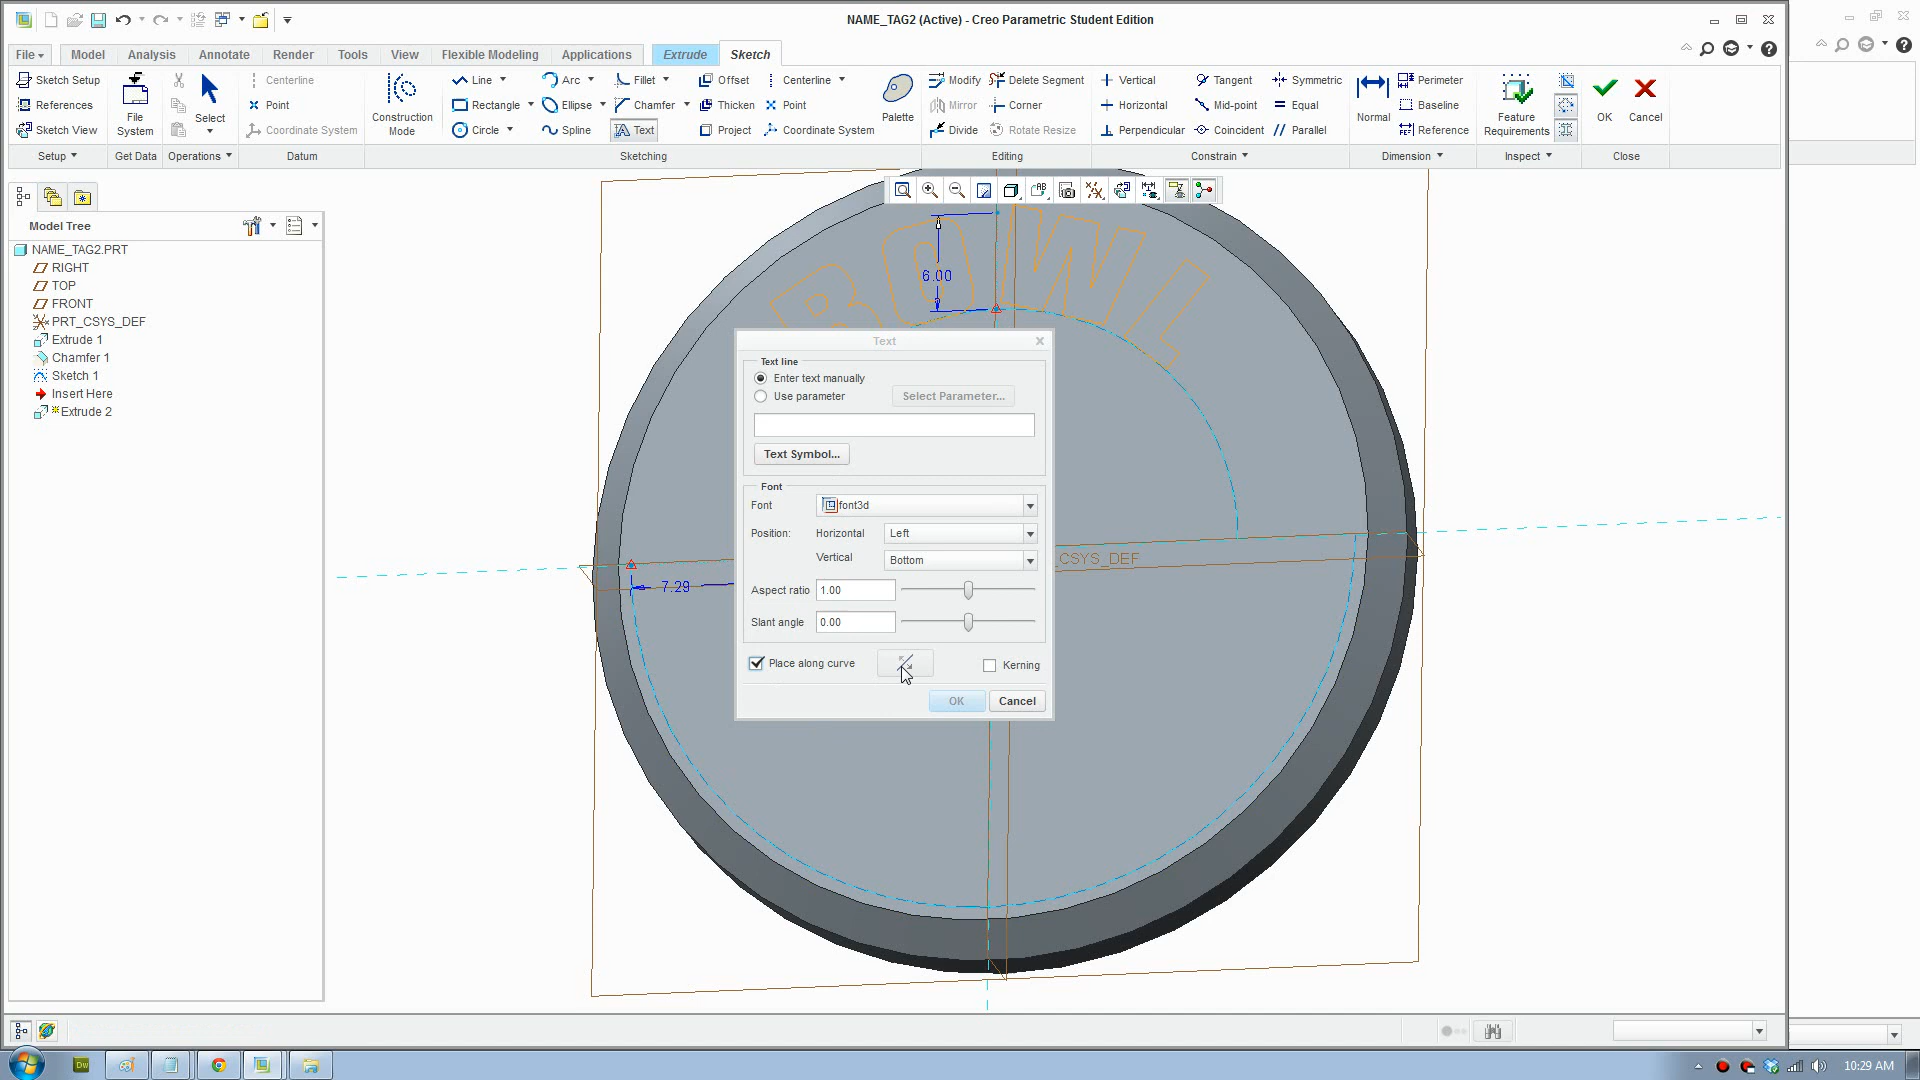 NAME_TAG2 (Active) - Creo Parametric Student Edition
File Model Analysis Annotate Render Tools View Flexible Modeling Applications Extrude Sketch
Sketch Setup
References
Sketch View
Setup
File System
Get Data
Select
Operations
Centerline
Point
Coordinate System
Datum
Construction Mode
Line
Rectangle
Circle
Arc
Ellipse
Spline
Fillet
Chamfer
Text
Offset
Thicken
Project
Centerline
Point
Coordinate System
Palette
Sketching
Modify
Mirror
Divide
Delete Segment
Corner
Rotate Resize
Editing
Vertical
Horizontal
Perpendicular
Tangent
Mid-point
Coincident
Symmetric
Equal
Parallel
Constrain
Normal
Perimeter
Baseline
Reference
Dimension
Feature Requirements
Inspect
OK
Cancel
Close
Model Tree
NAME_TAG2.PRT
RIGHT
TOP
FRONT
PRT_CSYS_DEF
Extrude 1
Chamfer 1
Sketch 1
Insert Here
Extrude 2
BOWL
6.00
7.29
_CSYS_DEF
Text
Text line
Enter text manually
Use parameter
Select Parameter...
Text Symbol...
Font
Font font3d
Position: Horizontal Left
Vertical Bottom
Aspect ratio 1.00
Slant angle 0.00
Place along curve
Kerning
OK Cancel
Dw
10:29 AM